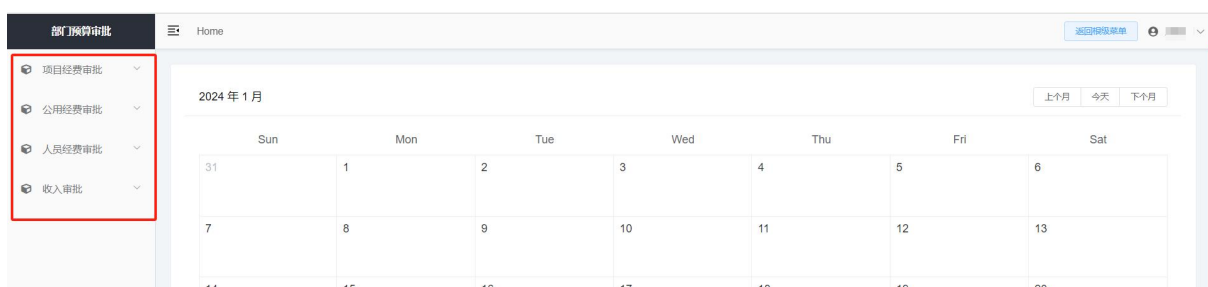 部门预算审批 Home 返回根级菜单
项目经费审批
公用经费审批
人员经费审批
收入审批
2024 年 1 月 上个月 今天 下个月
Sun Mon Tue Wed Thu Fri Sat
31 1 2 3 4 5 6
7 8 9 10 11 12 13